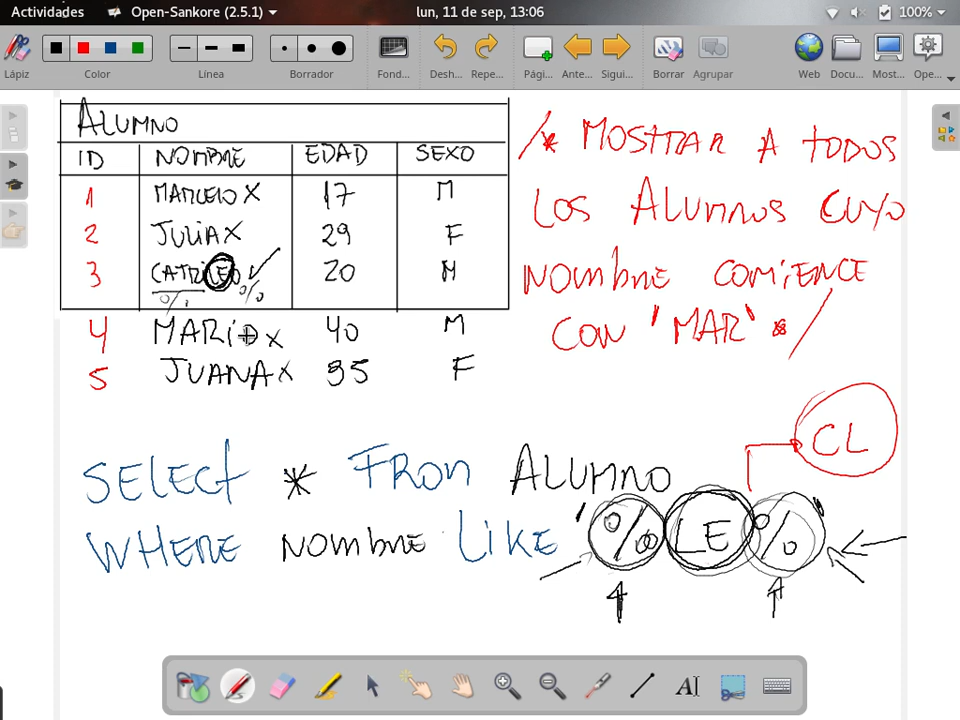 Actividades Open-Sankore (2.5.1) lun, 11 de sep, 13:06 100%
Lápiz Color Línea Borrador Fond... Desh... Repe... Pági... Ante... Sigui... Borrar Agrupar Web Docu... Most... Ope...
ALUMNO
ID NOMBRE EDAD SEXO
1 MARCELO X 17 M
2 JULIA X 29 F
3 CATRILEO ✓ 20 M
% %
4 MARIO X 40 M
5 JUANA X 35 F
/* MOSTRAR A TODOS
LOS ALUMNOS CUYO
NOMBRE COMIENCE
CON 'MAR' */
CL
SELECT * FROM ALUMNO
WHERE NOMBRE LIKE '% LE %'